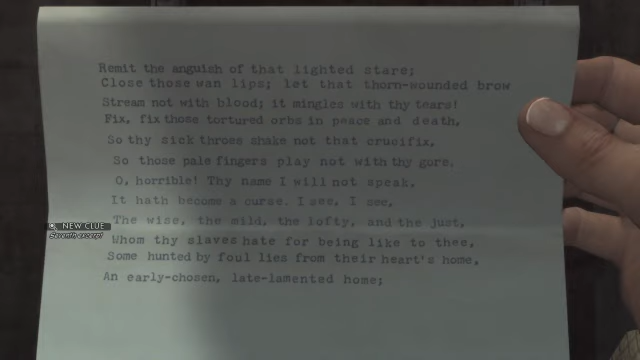 Remit the anguish of that lighted stare;
Close those wan lips; let that thorn-wounded brow
Stream not with blood; it mingles with thy tears!
Fix, fix those tortured orbs in peace and death,
So thy sick throes shake not that crucifix,
So those pale fingers play not with thy gore.
O, horrible! Thy name I will not speak,
It hath become a curse. I see, I see,
NEW CLUE
The wise, the mild, the lofty, and the just,
Seventh excerpt
Whom thy slaves hate for being like to thee,
Some hunted by foul lies from their heart's home,
An early-chosen, late-lamented home;